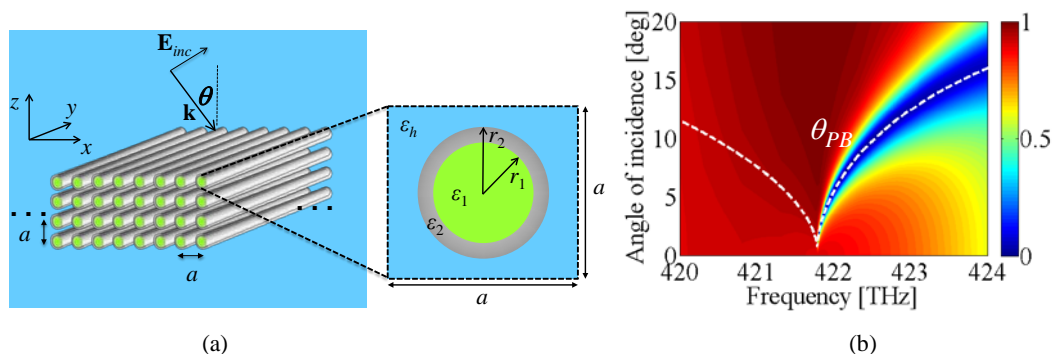 E_inc
θ
k
z
y
x
a
a
ε_h
r_2
r_1
ε_1
ε_2
a
a
(a)
Angle of incidence [deg]
20
15
10
5
0
θ_PB
420 421 422 423 424
Frequency [THz]
1
0.5
0
(b)